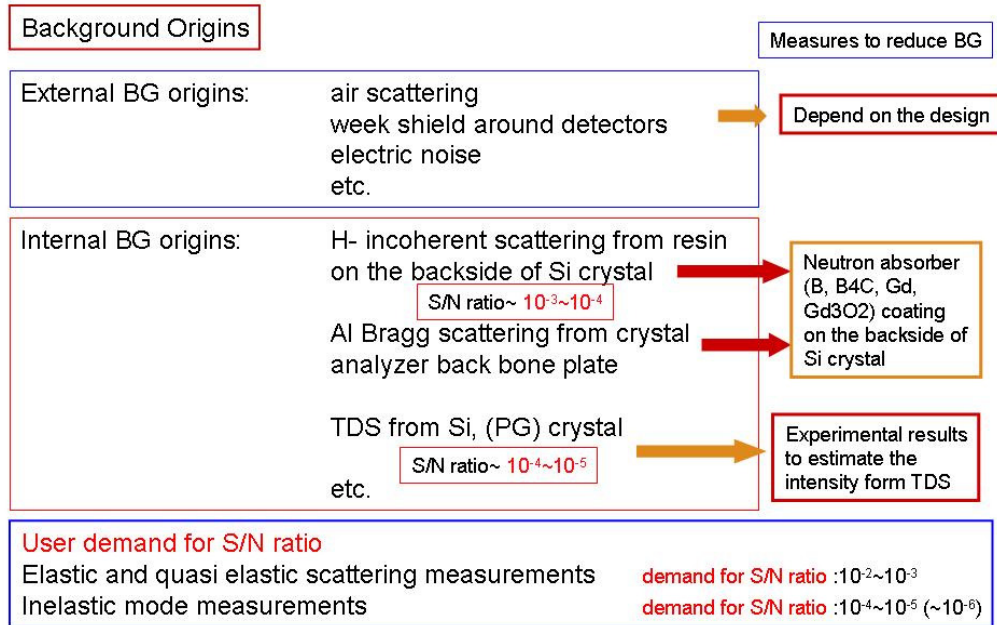 Background Origins
Measures to reduce BG
External BG origins:
air scattering
week shield around detectors
electric noise
etc.
Depend on the design
Internal BG origins:
H- incoherent scattering from resin
on the backside of Si crystal
S/N ratio~ 10⁻³~10⁻⁴
Al Bragg scattering from crystal
analyzer back bone plate
Neutron absorber
(B, B4C, Gd,
Gd3O2) coating
on the backside of
Si crystal
TDS from Si, (PG) crystal
S/N ratio~ 10⁻⁴~10⁻⁵
etc.
Experimental results
to estimate the
intensity form TDS
User demand for S/N ratio
Elastic and quasi elastic scattering measurements demand for S/N ratio :10⁻²~10⁻³
Inelastic mode measurements demand for S/N ratio :10⁻⁴~10⁻⁵ (~10⁻⁶)